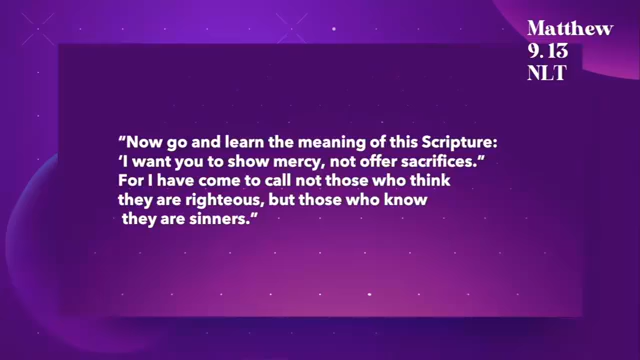 Matthew
9. 13
NLT
“Now go and learn the meaning of this Scripture:
‘I want you to show mercy, not offer sacrifices.”
For I have come to call not those who think
they are righteous, but those who know
they are sinners.”